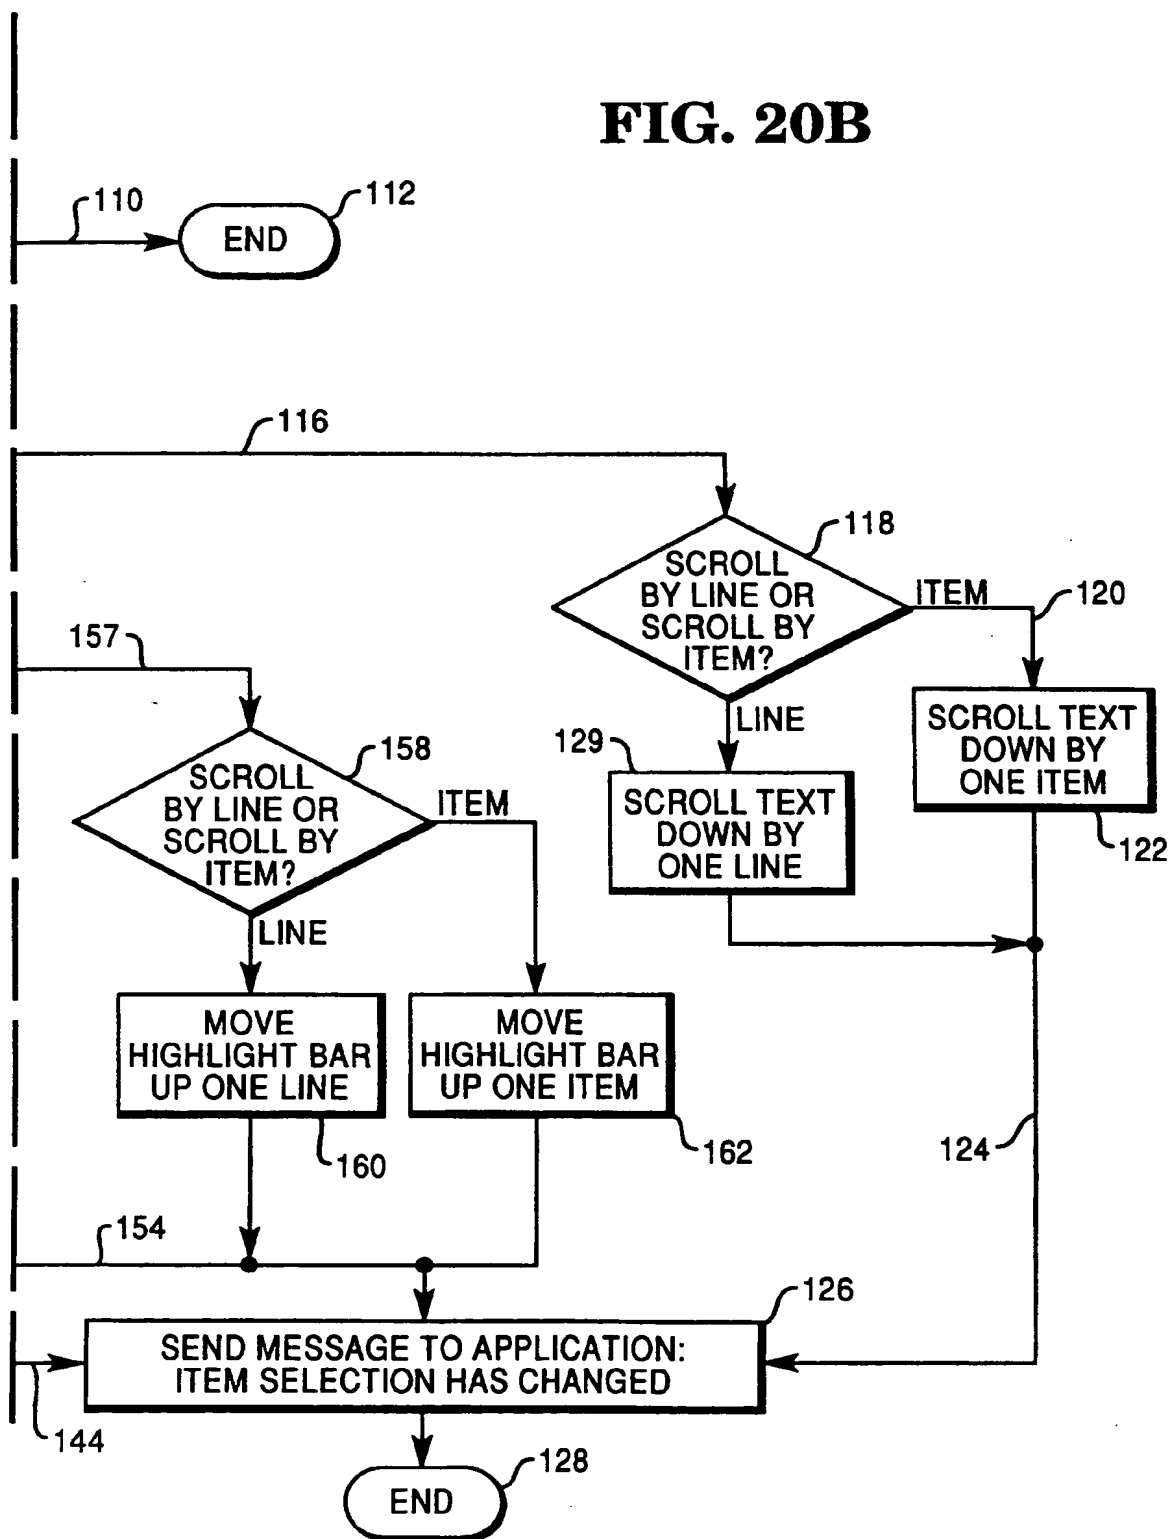 FIG. 20B
110
112
END
116
118
SCROLL
BY LINE OR
SCROLL BY
ITEM?
ITEM
120
157
LINE
SCROLL TEXT
DOWN BY
ONE ITEM
129
158
SCROLL
BY LINE OR
SCROLL BY
ITEM?
ITEM
SCROLL TEXT
DOWN BY
ONE LINE
122
LINE
MOVE
HIGHLIGHT BAR
UP ONE LINE
MOVE
HIGHLIGHT BAR
UP ONE ITEM
160
162
124
154
126
SEND MESSAGE TO APPLICATION:
ITEM SELECTION HAS CHANGED
144
128
END